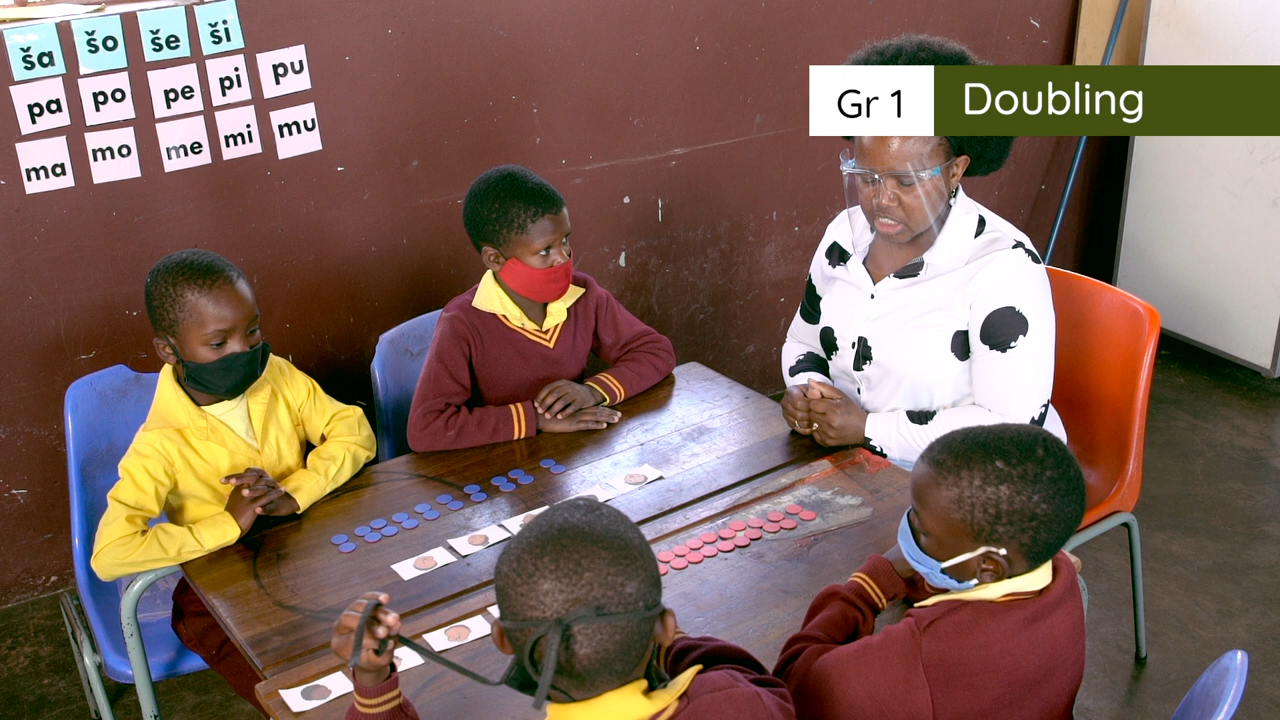 ša šo še ši
pa po pe pi pu
ma mo me mi mu
Gr 1 Doubling